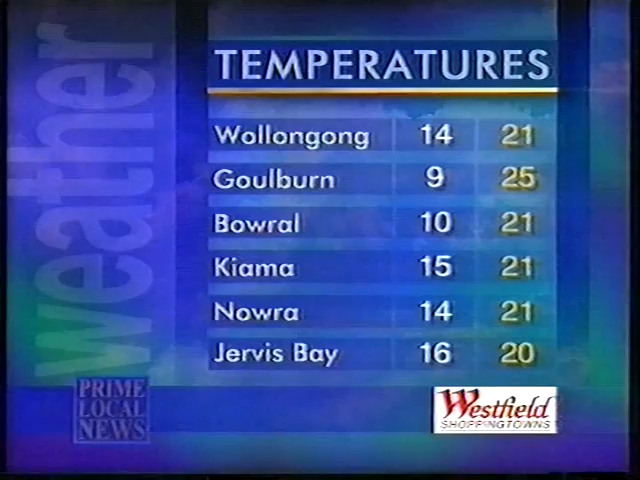 weather
TEMPERATURES
Wollongong 14 21
Goulburn 9 25
Bowral 10 21
Kiama 15 21
Nowra 14 21
Jervis Bay 16 20
PRIME
LOCAL
NEWS
Westfield
SHOPPINGTOWNS